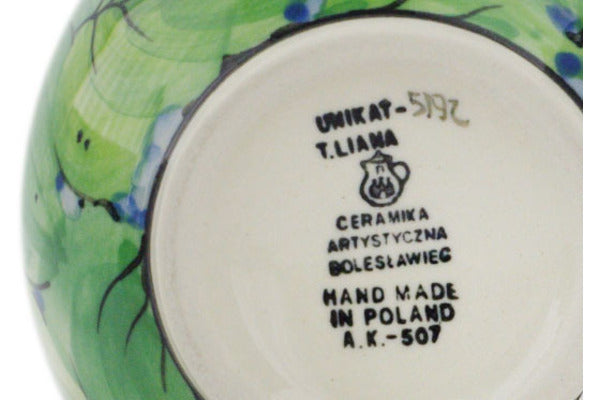 UNIKAT-5192
T.LIANA
CERAMIKA
ARTYSTYCZNA
BOLESŁAWIEC
HAND MADE
IN POLAND
A.K.-507